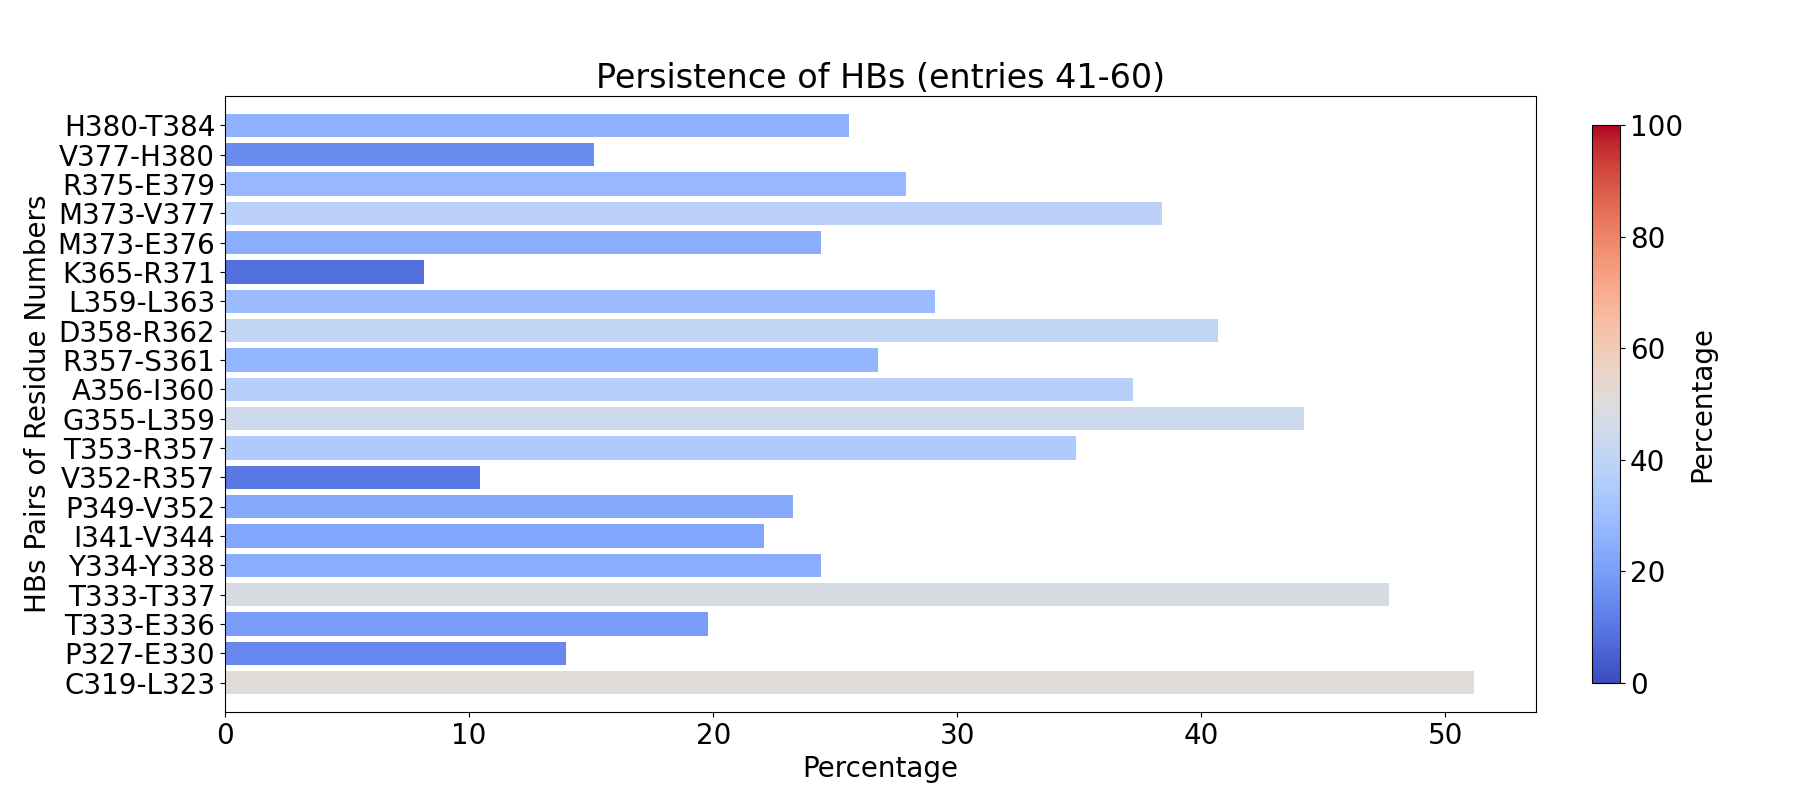 Persistence of HBs (entries 41-60)
HBs Pairs of Residue Numbers
H380-T384
V377-H380
R375-E379
M373-V377
M373-E376
K365-R371
L359-L363
D358-R362
R357-S361
A356-I360
G355-L359
T353-R357
V352-R357
P349-V352
I341-V344
Y334-Y338
T333-T337
T333-E336
P327-E330
C319-L323
0 10 20 30 40 50
Percentage
100
80
60
40
20
0
Percentage